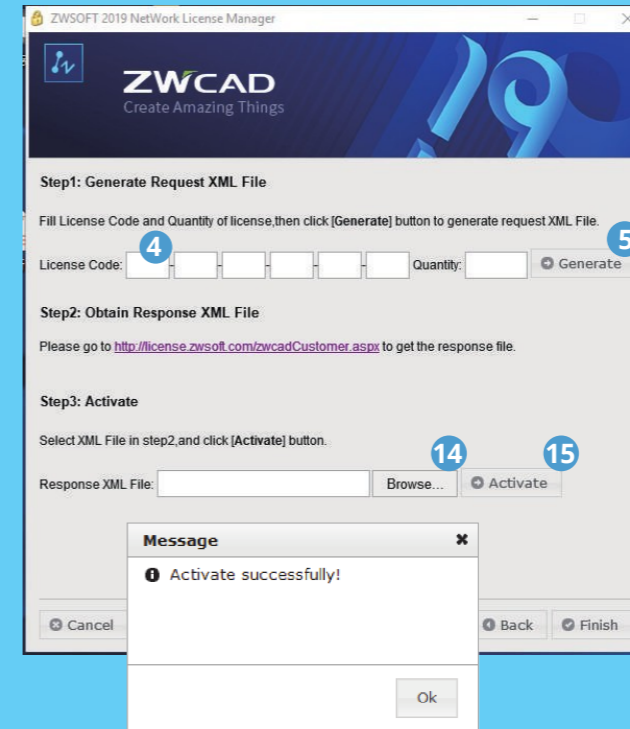 ZWSOFT 2019 NetWork License Manager
ZWCAD
Create Amazing Things
Step1: Generate Request XML File
Fill License Code and Quantity of license,then click [Generate] button to generate request XML File.
4
5
License Code: - - - - - Quantity: Generate
Step2: Obtain Response XML File
Please go to http://license.zwsoft.com/zwcadCustomer.aspx to get the response file.
Step3: Activate
Select XML File in step2,and click [Activate] button.
14
15
Response XML File: Browse... Activate
Message
Activate successfully!
Cancel Back Finish
Ok